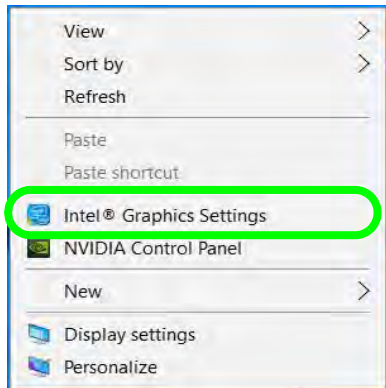 View
Sort by
Refresh
Paste
Paste shortcut
Intel® Graphics Settings
NVIDIA Control Panel
New
Display settings
Personalize